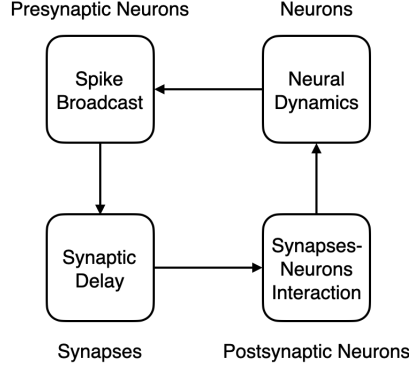 Presynaptic Neurons
Neurons
Spike
Broadcast
Neural
Dynamics
Synaptic
Delay
Synapses-
Neurons
Interaction
Synapses
Postsynaptic Neurons